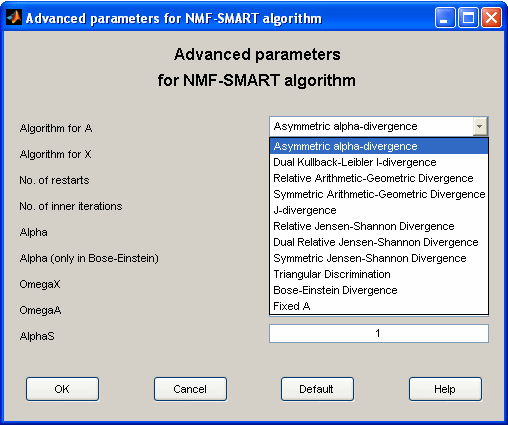 Advanced parameters for NMF-SMART algorithm
Advanced parameters
for NMF-SMART algorithm
Algorithm for A
Asymmetric alpha-divergence
Algorithm for X
No. of restarts
No. of inner iterations
Alpha
Alpha (only in Bose-Einstein)
OmegaX
OmegaA
AlphaS
Asymmetric alpha-divergence
Dual Kullback-Leibler I-divergence
Relative Arithmetic-Geometric Divergence
Symmetric Arithmetic-Geometric Divergence
J-divergence
Relative Jensen-Shannon Divergence
Dual Relative Jensen-Shannon Divergence
Symmetric Jensen-Shannon Divergence
Triangular Discrimination
Bose-Einstein Divergence
Fixed A
1
OK
Cancel
Default
Help